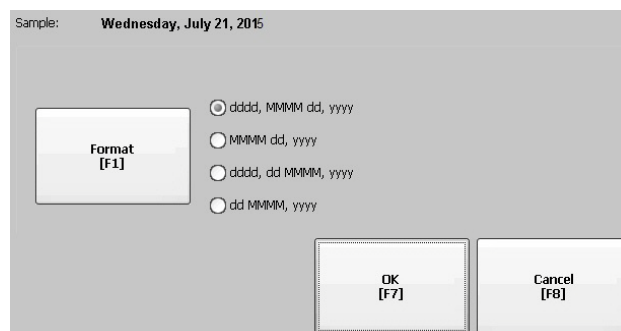 Sample: Wednesday, July 21, 2015
dddd, MMMM dd, yyyy
MMMM dd, yyyy
dddd, dd MMMM, yyyy
dd MMMM, yyyy
Format
[F1]
OK
[F7]
Cancel
[F8]